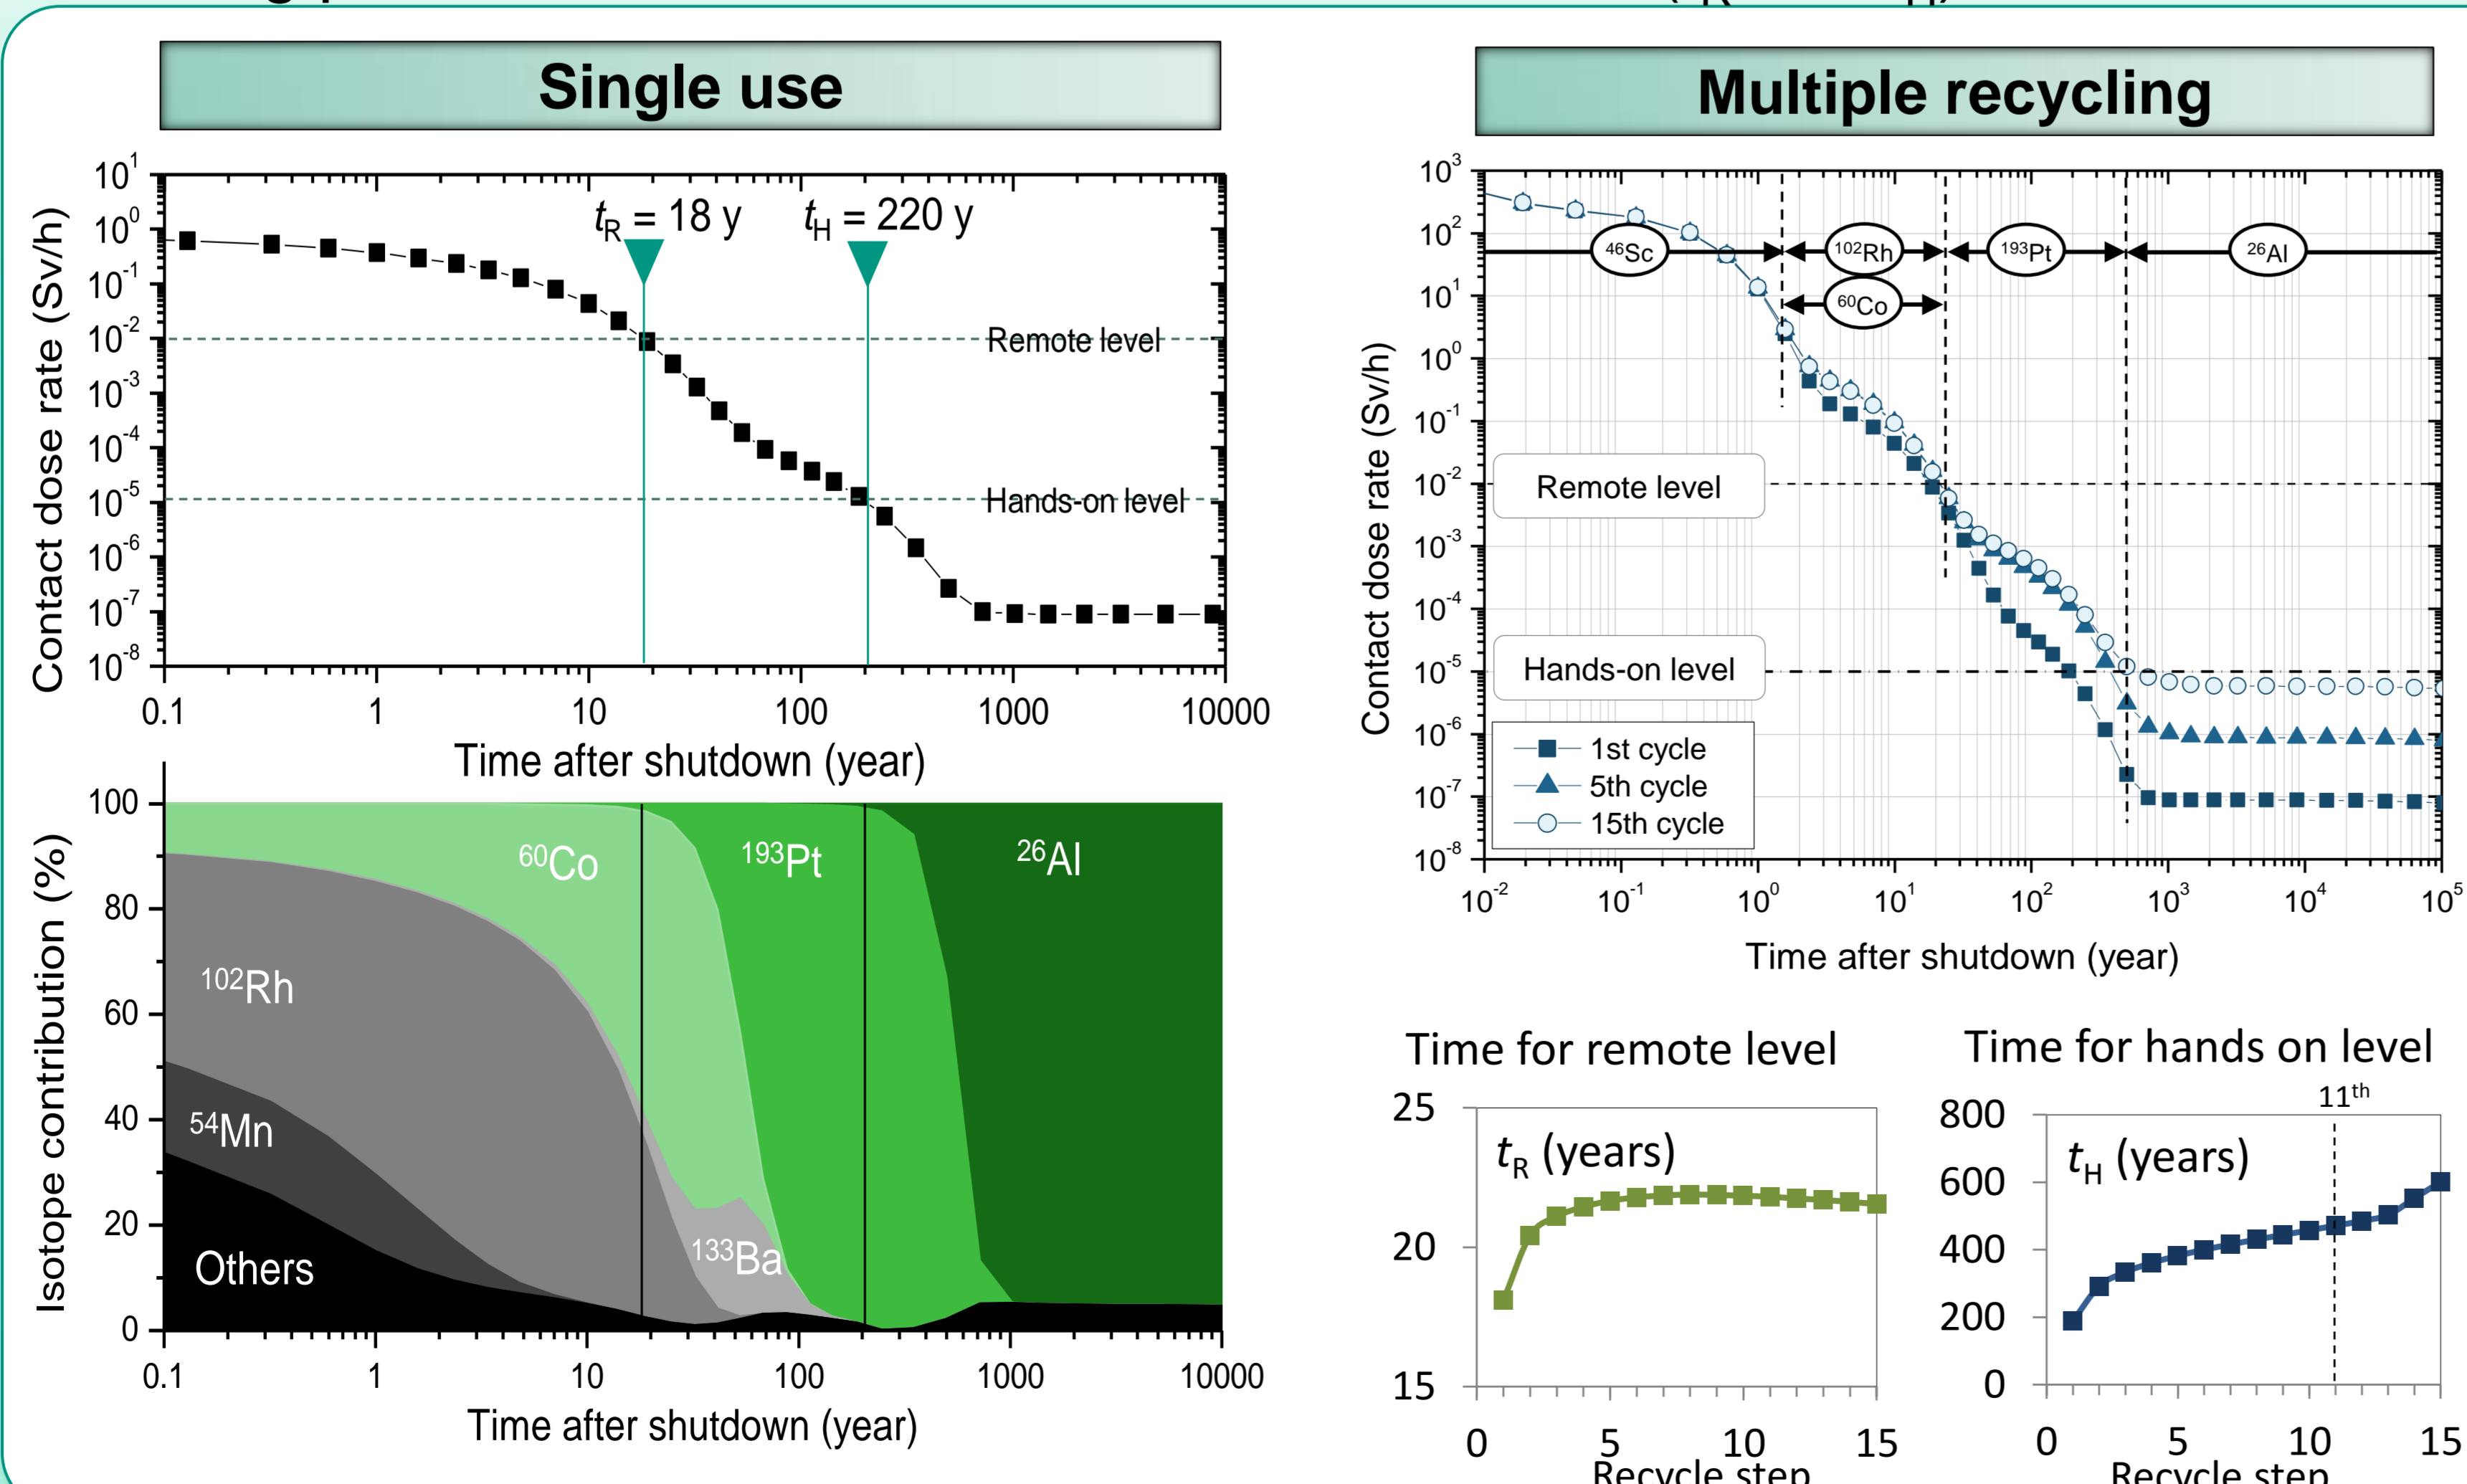 Single use
10^1
10^0
10^-1
10^-2
10^-3
10^-4
10^-5
10^-6
10^-7
10^-8
Contact dose rate (Sv/h)
t_R = 18 y
t_H = 220 y
Remote level
Hands-on level
0.1 1 10 100 1000 10000
Time after shutdown (year)
100
80
60
40
20
0
Isotope contribution (%)
60Co
193Pt
26Al
102Rh
54Mn
133Ba
Others
0.1 1 10 100 1000 10000
Time after shutdown (year)
Multiple recycling
10^3
10^2
10^1
10^0
10^-1
10^-2
10^-3
10^-4
10^-5
10^-6
10^-7
10^-8
Contact dose rate (Sv/h)
46Sc
102Rh
193Pt
26Al
60Co
Remote level
Hands-on level
1st cycle
5th cycle
15th cycle
10^-2 10^-1 10^0 10^1 10^2 10^3 10^4 10^5
Time after shutdown (year)
Time for remote level
25
20
15
t_R (years)
0 5 10 15
Recycle step
Time for hands on level
11th
800
600
400
200
0
t_H (years)
0 5 10 15
Recycle step